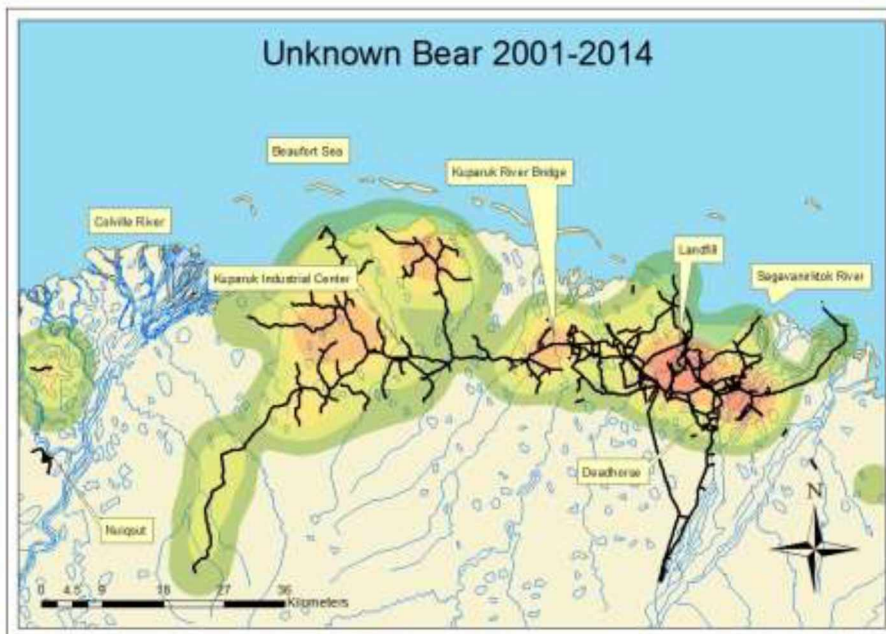 Unknown Bear 2001-2014
Beaufort Sea
Kuparuk River Bridge
Colville River
Landfill
Kuparuk Industrial Center
Sagavanirktok River
Deadhorse
N
Nuiqsut
0 4.5 9 18 27 36
Kilometers